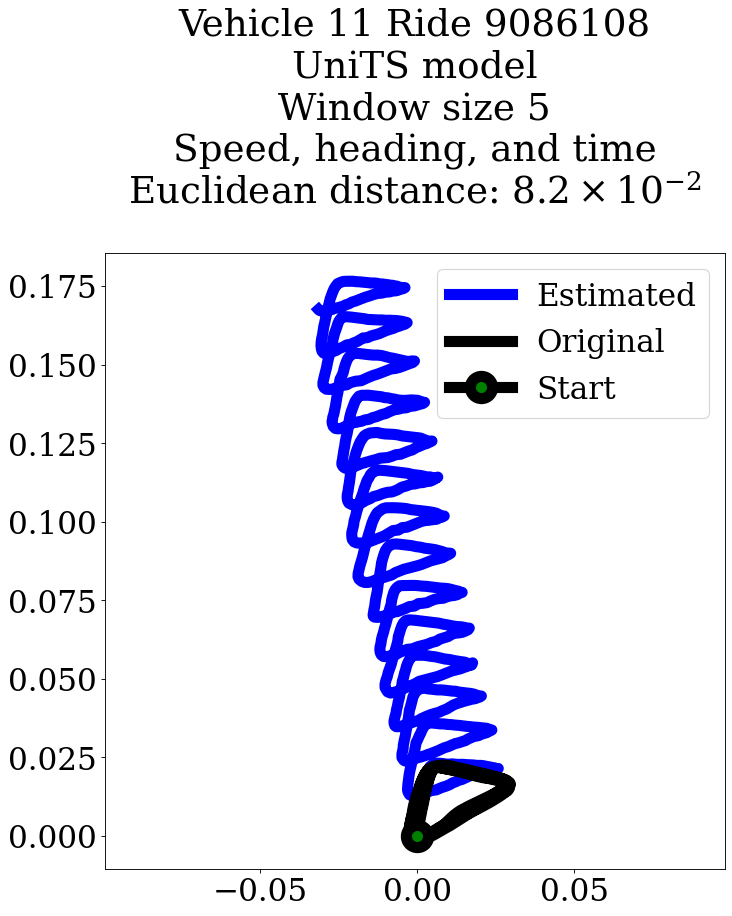 Vehicle 11 Ride 9086108
UniTS model
Window size 5
Speed, heading, and time
Euclidean distance: 8.2 × 10⁻²
0.175
0.150
0.125
0.100
0.075
0.050
0.025
0.000
−0.05
0.00
0.05
Estimated
Original
Start